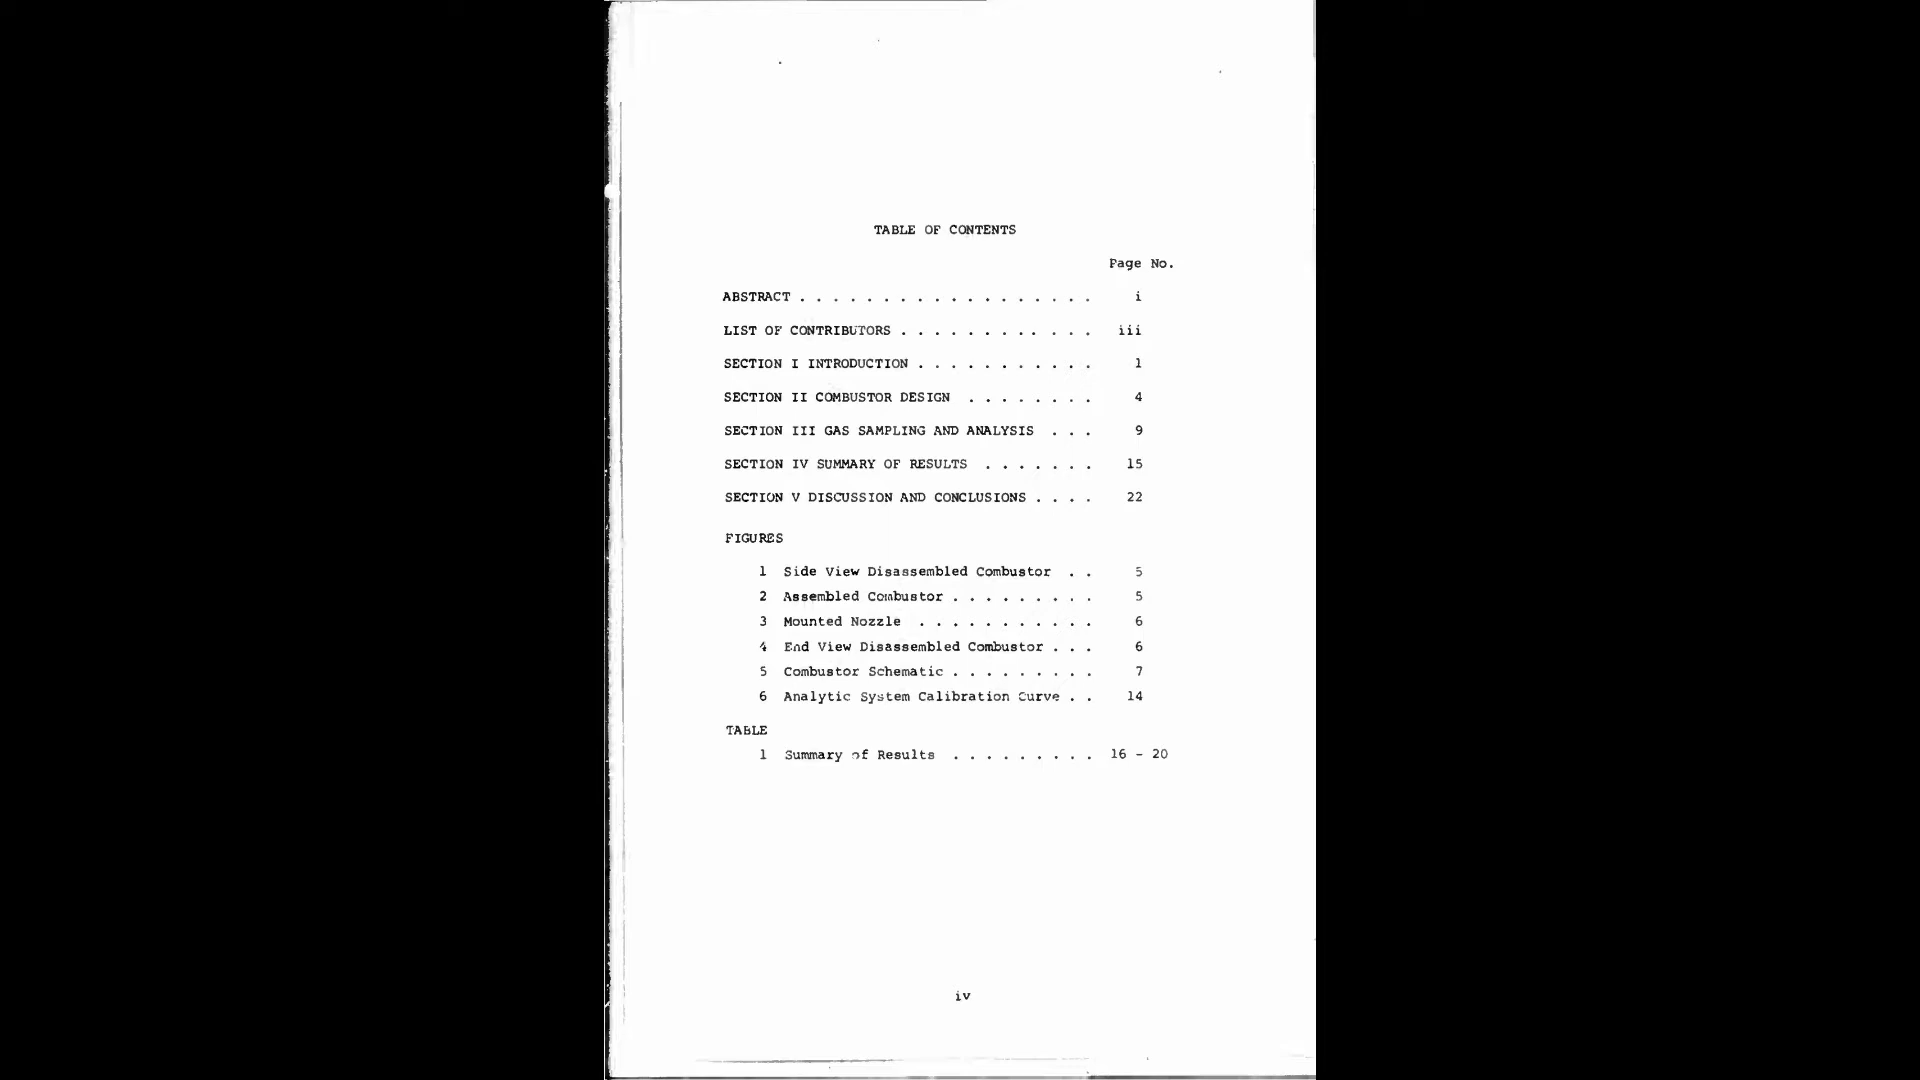 TABLE OF CONTENTS
Page No.
ABSTRACT . . . . . . . . . . . . . . . . . . i
LIST OF CONTRIBUTORS . . . . . . . . . . . . iii
SECTION I INTRODUCTION . . . . . . . . . . . 1
SECTION II COMBUSTOR DESIGN . . . . . . . . 4
SECTION III GAS SAMPLING AND ANALYSIS . . . 9
SECTION IV SUMMARY OF RESULTS . . . . . . . 15
SECTION V DISCUSSION AND CONCLUSIONS . . . . 22
FIGURES
1 Side View Disassembled Combustor . . 5
2 Assembled Combustor . . . . . . . . . 5
3 Mounted Nozzle . . . . . . . . . . . 6
4 End View Disassembled Combustor . . . 6
5 Combustor Schematic . . . . . . . . . 7
6 Analytic System Calibration Curve . . 14
TABLE
1 Summary of Results . . . . . . . . . 16 - 20
iv